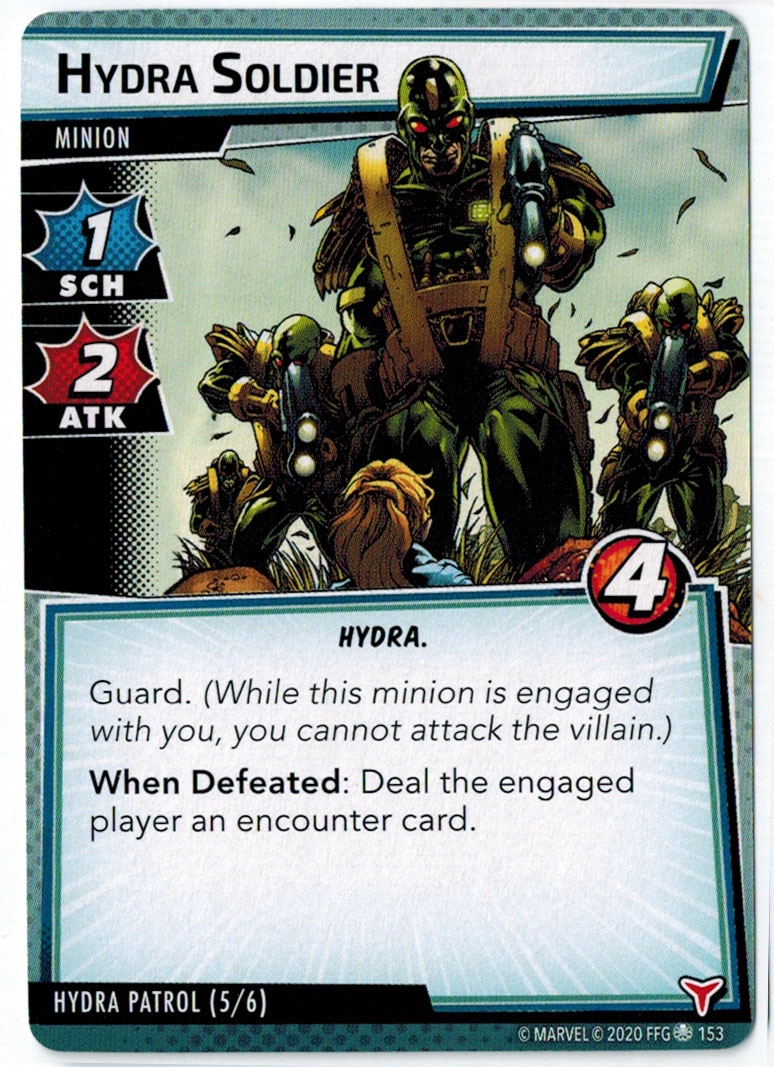 HYDRA SOLDIER
MINION
1
SCH
2
ATK
4
HYDRA.
Guard. (While this minion is engaged
with you, you cannot attack the villain.)
When Defeated: Deal the engaged
player an encounter card.
HYDRA PATROL (5/6)
© MARVEL © 2020 FFG 153